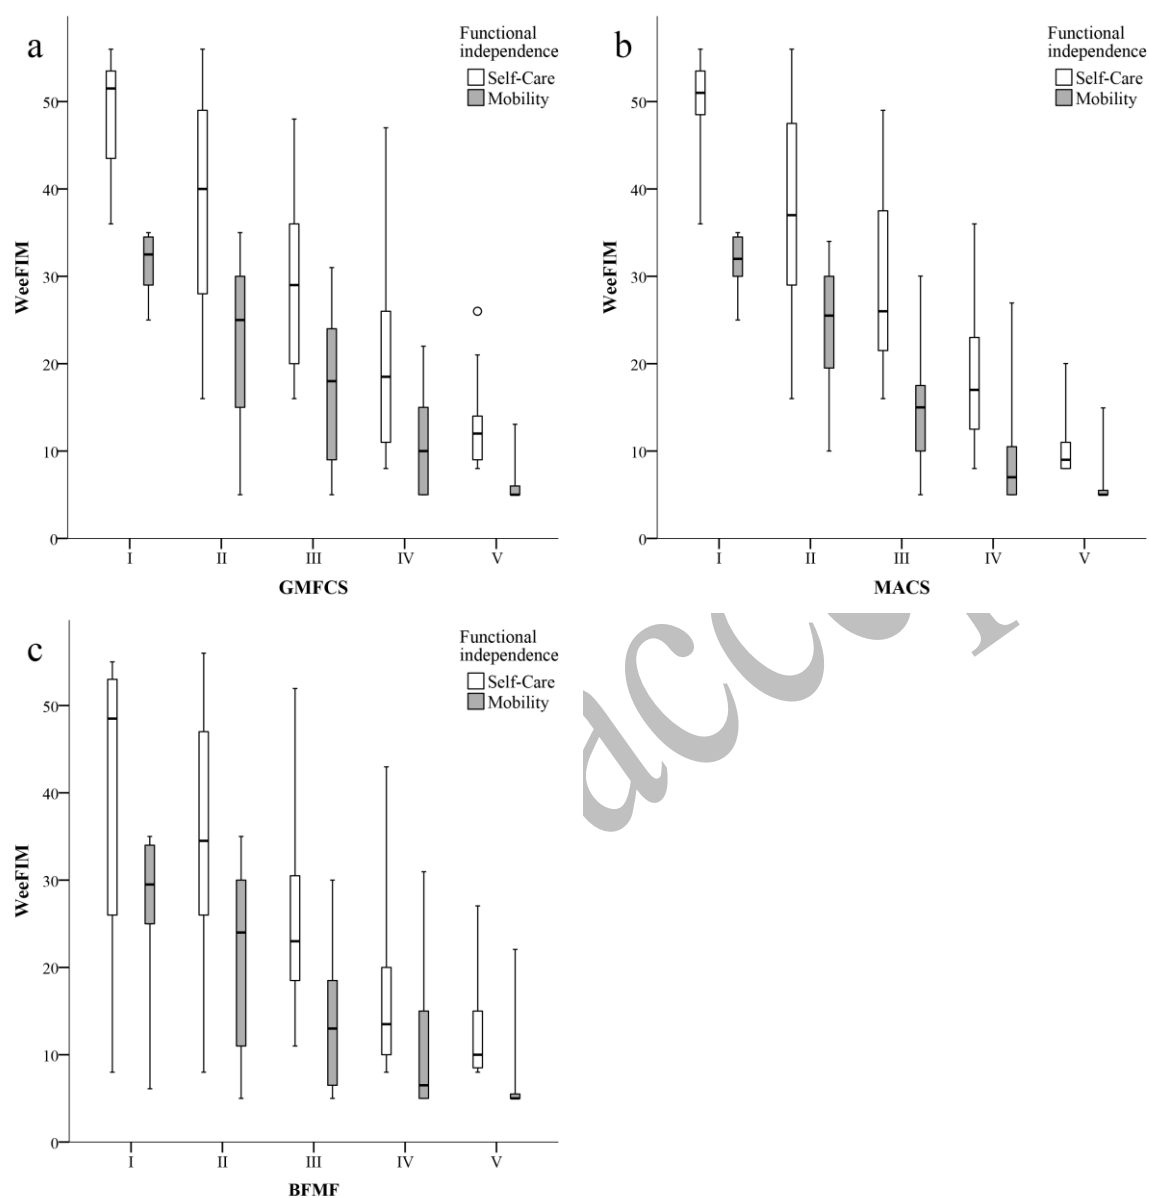 a
Functional
independence
Self-Care
Mobility
WeeFIM
50
40
30
20
10
0
I II III IV V
GMFCS
b
Functional
independence
Self-Care
Mobility
WeeFIM
50
40
30
20
10
0
I II III IV V
MACS
c
Functional
independence
Self-Care
Mobility
WeeFIM
50
40
30
20
10
0
I II III IV V
BFMF